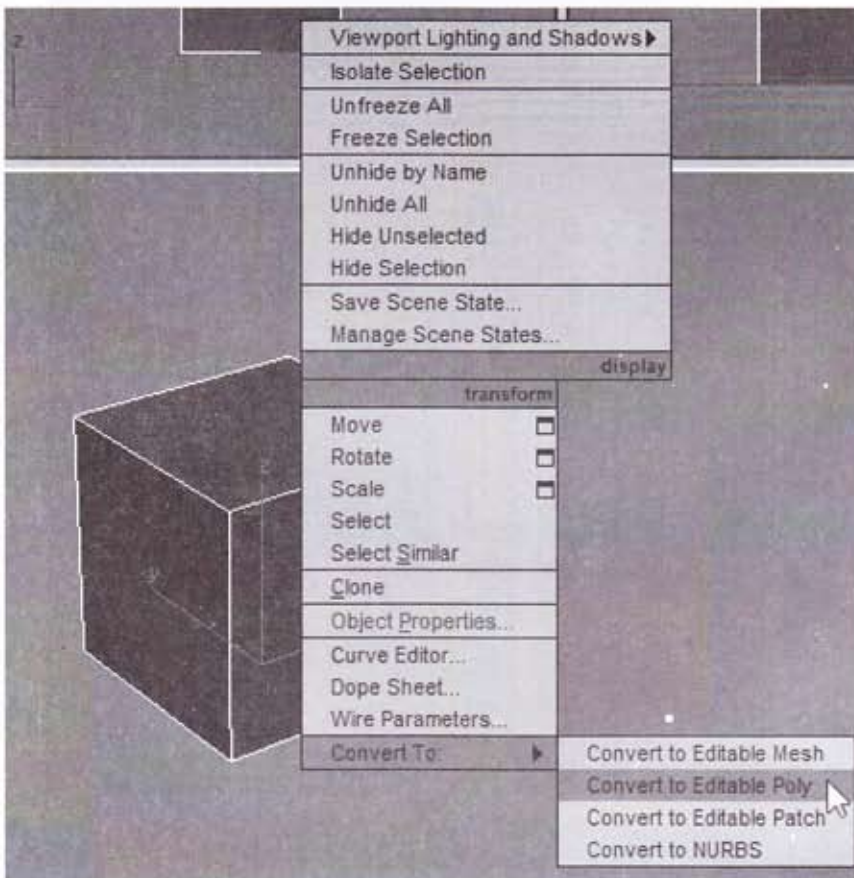 z
Viewport Lighting and Shadows
Isolate Selection
Unfreeze All
Freeze Selection
Unhide by Name
Unhide All
Hide Unselected
Hide Selection
Save Scene State...
Manage Scene States...
display
transform
Move
Rotate
Scale
Select
Select Similar
Clone
Object Properties...
Curve Editor...
Dope Sheet...
Wire Parameters...
Convert To:
Convert to Editable Mesh
Convert to Editable Poly
Convert to Editable Patch
Convert to NURBS